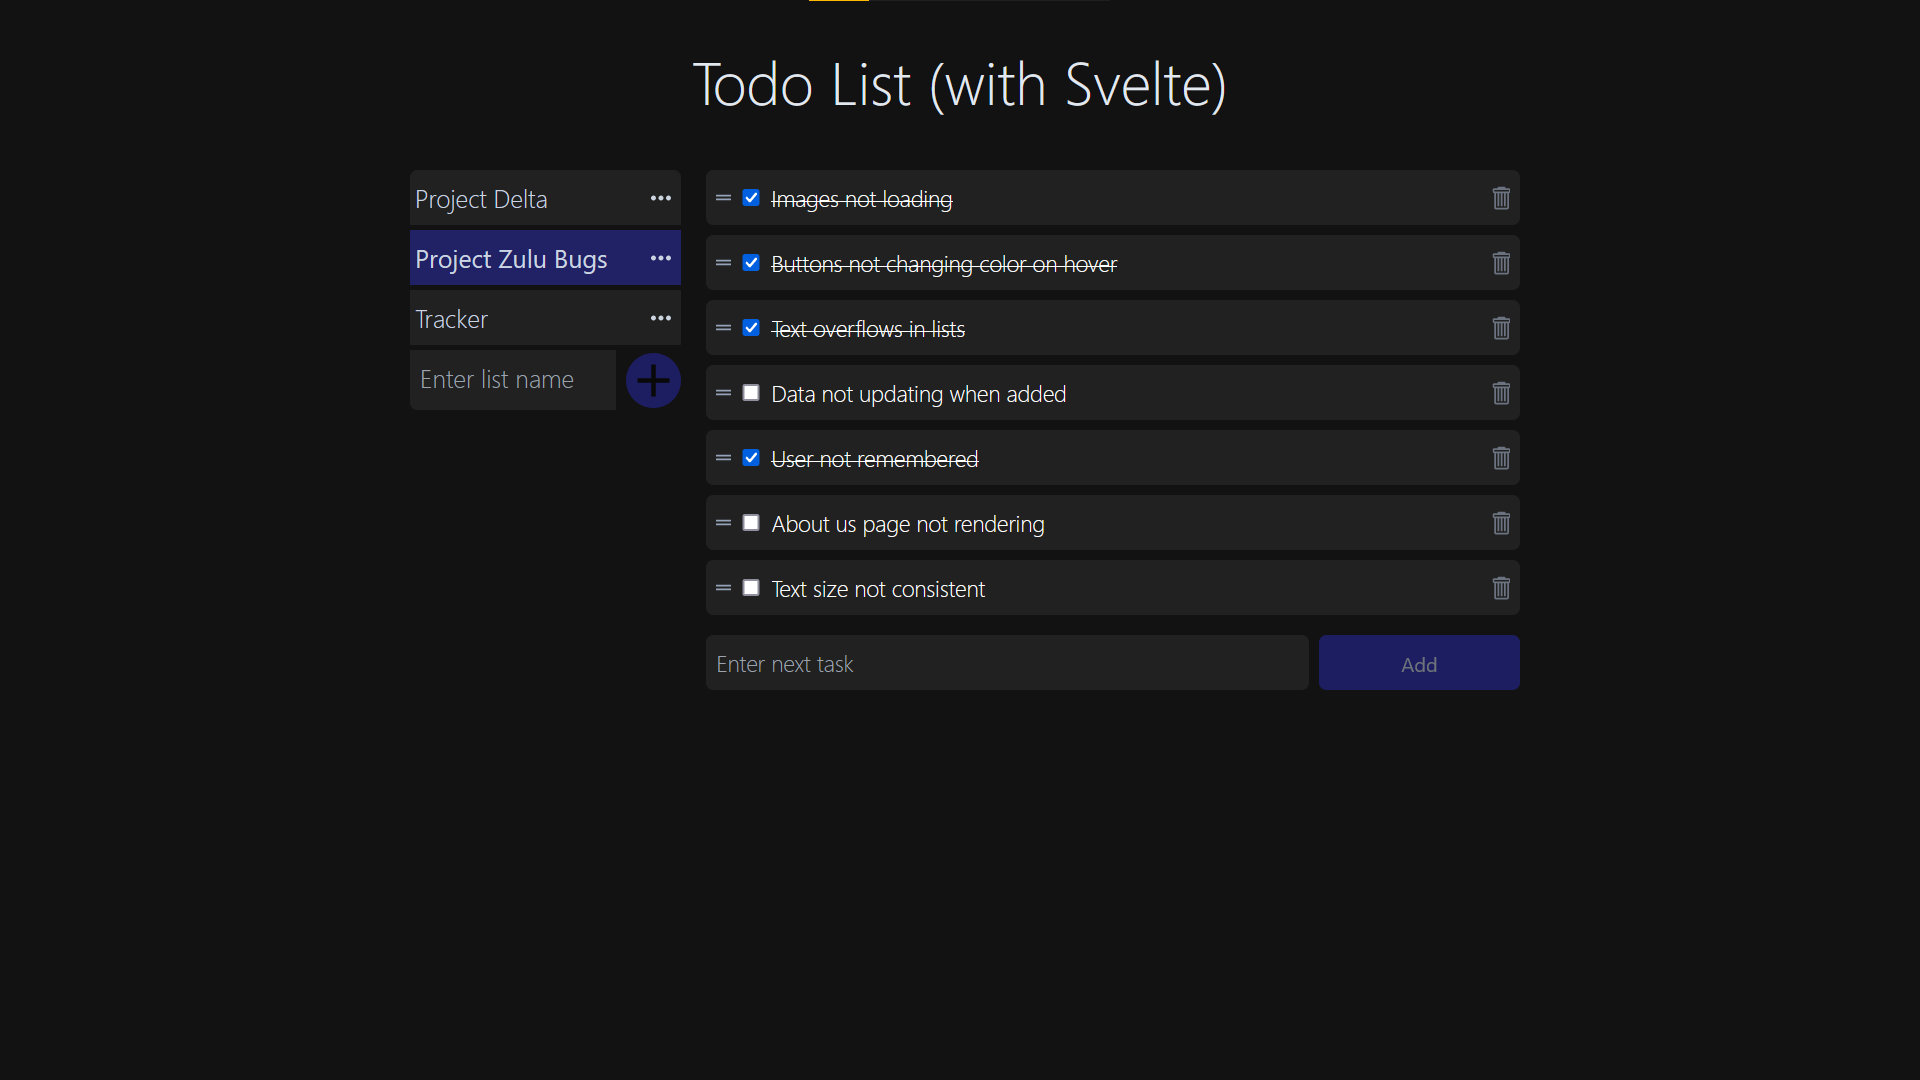 Todo List (with Svelte)
Project Delta
Project Zulu Bugs
Tracker
Enter list name
Images not loading
Buttons not changing color on hover
Text overflows in lists
Data not updating when added
User not remembered
About us page not rendering
Text size not consistent
Enter next task
Add